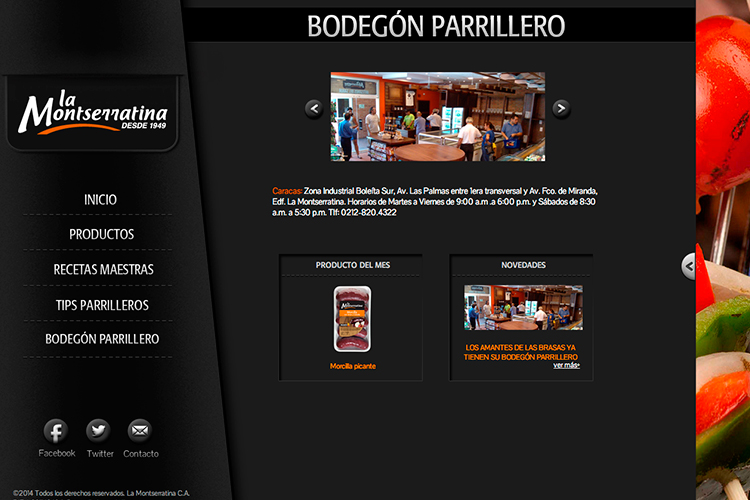 BODEGÓN PARRILLERO
la
Montserratina
DESDE 1949
INICIO
PRODUCTOS
RECETAS MAESTRAS
TIPS PARRILLEROS
BODEGÓN PARRILLERO
Facebook
Twitter
Contacto
©2014 Todos los derechos reservados. La Montserratina C.A.
Caracas: Zona Industrial Boleíta Sur, Av. Las Palmas entre 1era transversal y Av. Fco. de Miranda,
Edf. La Montserratina. Horarios de Martes a Viernes de 9:00 a.m .a 6:00 p.m. y Sábados de 8:30
a.m. a 5:30 p.m. Tlf: 0212-820.4322
PRODUCTO DEL MES
Montserratina
Morcilla picante
NOVEDADES
LOS AMANTES DE LAS BRASAS YA
TIENEN SU BODEGÓN PARRILLERO
ver más>